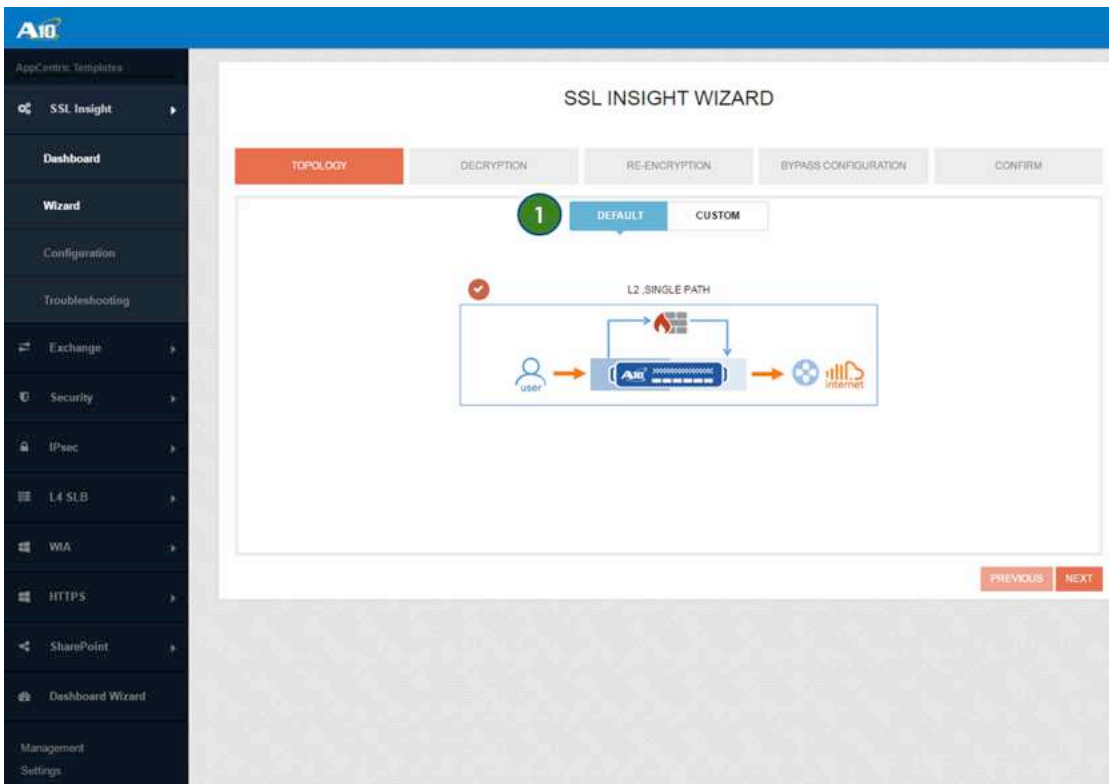 A10
AppCentric Templates
SSL Insight
Dashboard
Wizard
Configuration
Troubleshooting
Exchange
Security
IPsec
L4 SLB
WIA
HTTPS
SharePoint
Dashboard Wizard
Management
Settings
SSL INSIGHT WIZARD
TOPOLOGY DECRYPTION RE-ENCRYPTION BYPASS CONFIGURATION CONFIRM
1 DEFAULT CUSTOM
L2 ,SINGLE PATH
user A10 internet
PREVIOUS NEXT